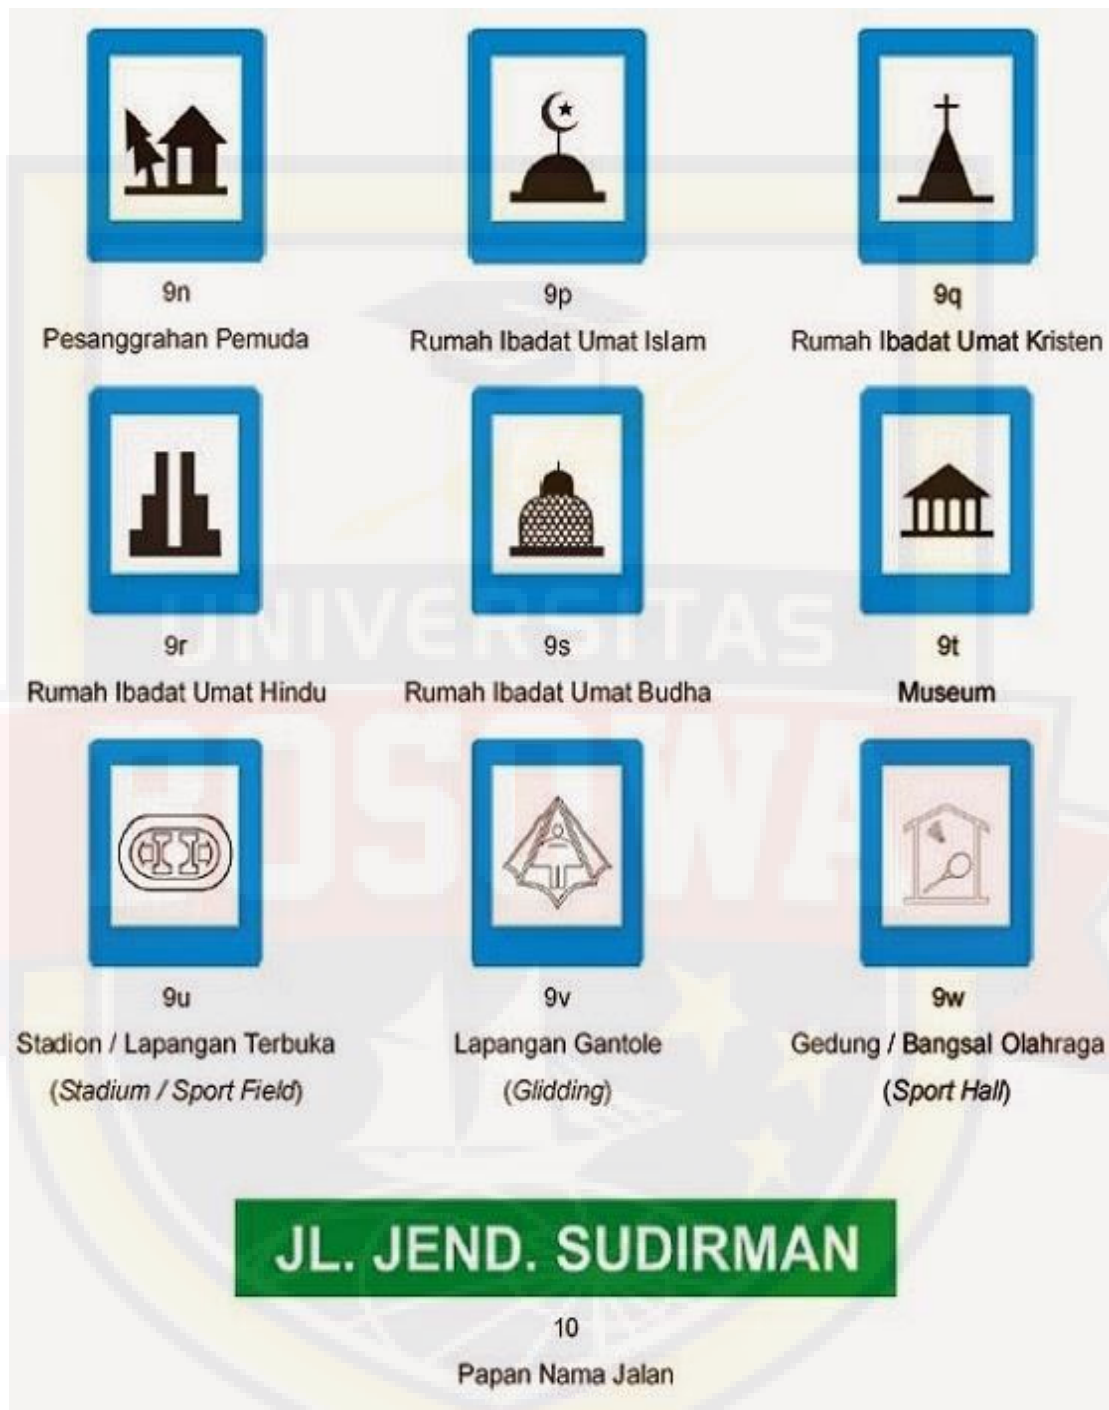 9n
Pesanggrahan Pemuda
9p
Rumah Ibadat Umat Islam
9q
Rumah Ibadat Umat Kristen
9r
Rumah Ibadat Umat Hindu
9s
Rumah Ibadat Umat Budha
9t
Museum
UNIVERSITAS
BOSOWA
9u
Stadion / Lapangan Terbuka
(Stadium / Sport Field)
9v
Lapangan Gantole
(Glidding)
9w
Gedung / Bangsal Olahraga
(Sport Hall)
JL. JEND. SUDIRMAN
10
Papan Nama Jalan